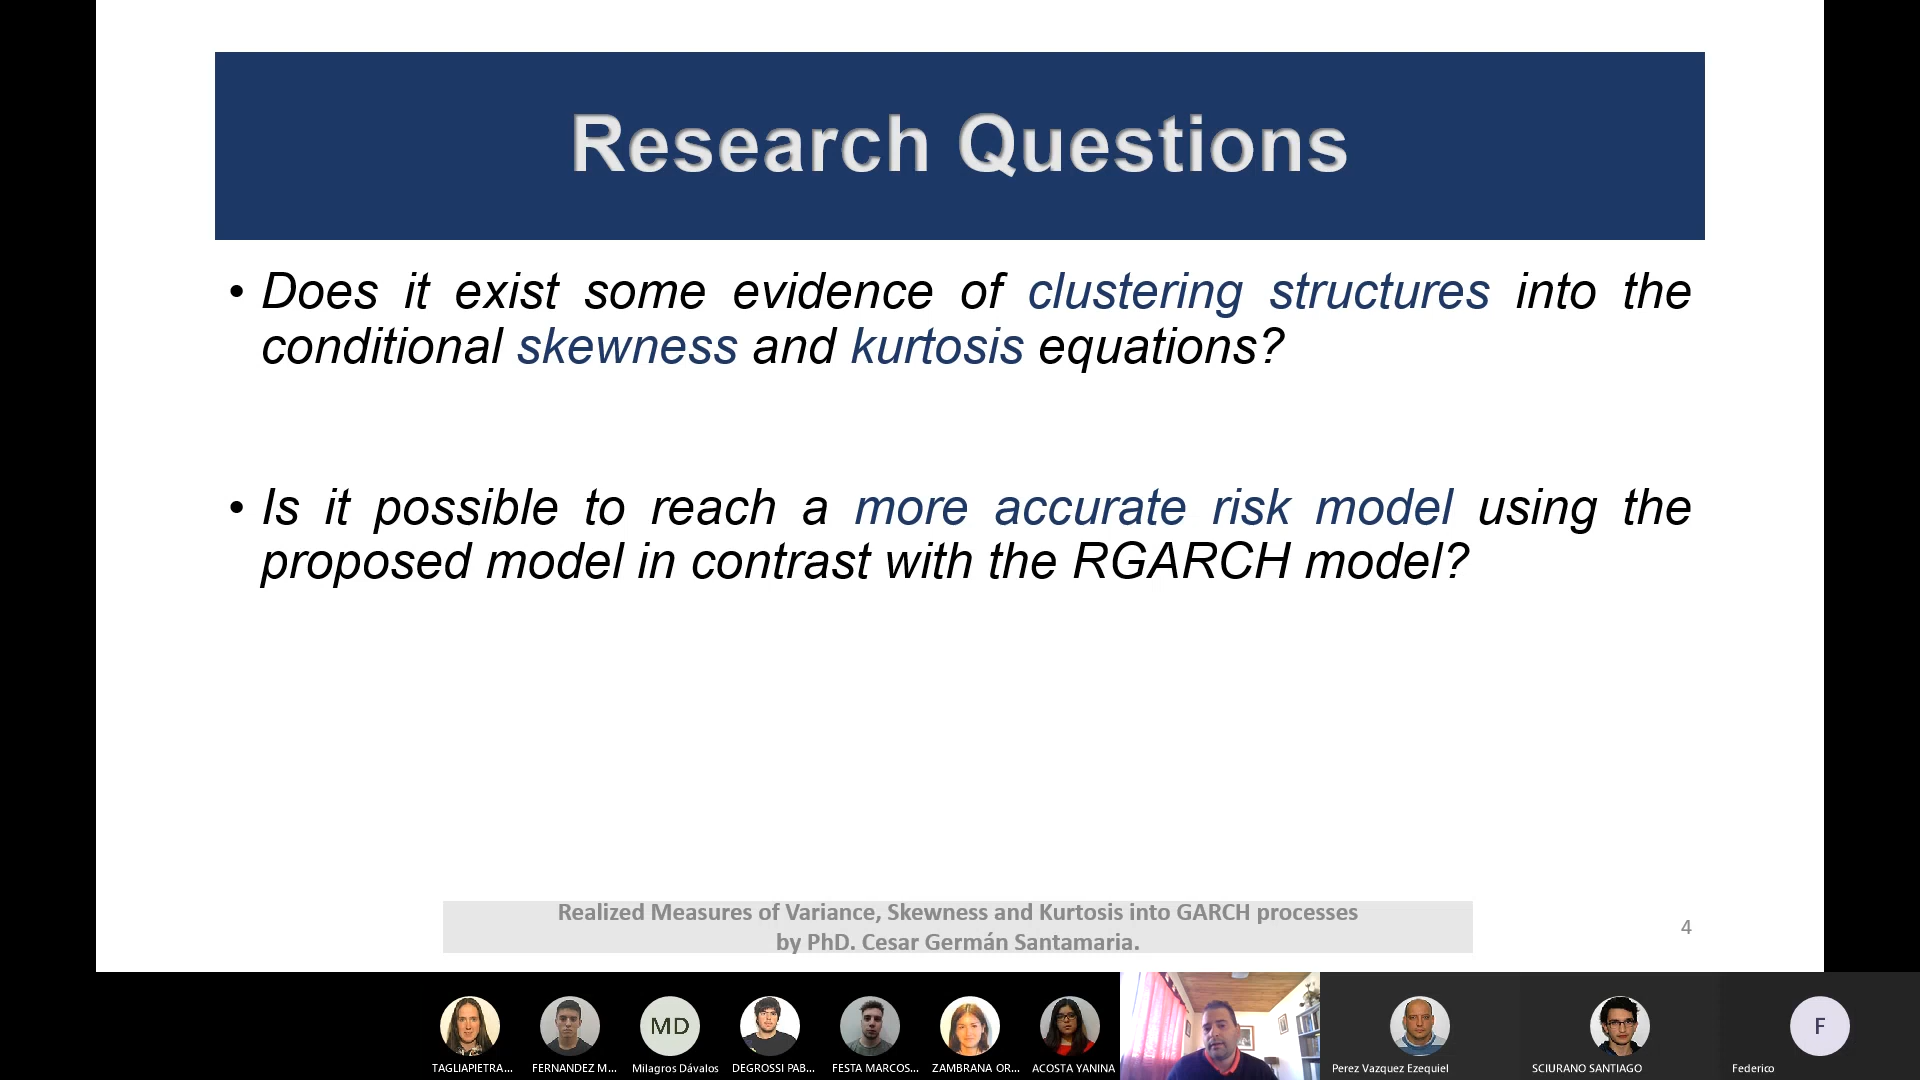 Research Questions
• Does it exist some evidence of clustering structures into the
conditional skewness and kurtosis equations?
• Is it possible to reach a more accurate risk model using the
proposed model in contrast with the RGARCH model?
Realized Measures of Variance, Skewness and Kurtosis into GARCH processes
by PhD. Cesar Germán Santamaria.
4
MD
F
TAGLIAPIETRA...
FERNANDEZ M...
Milagros Dávalos
DEGROSSI PAB...
FESTA MARCOS...
ZAMBRANA OR...
ACOSTA YANINA
Perez Vazquez Ezequiel
SCIURANO SANTIAGO
Federico